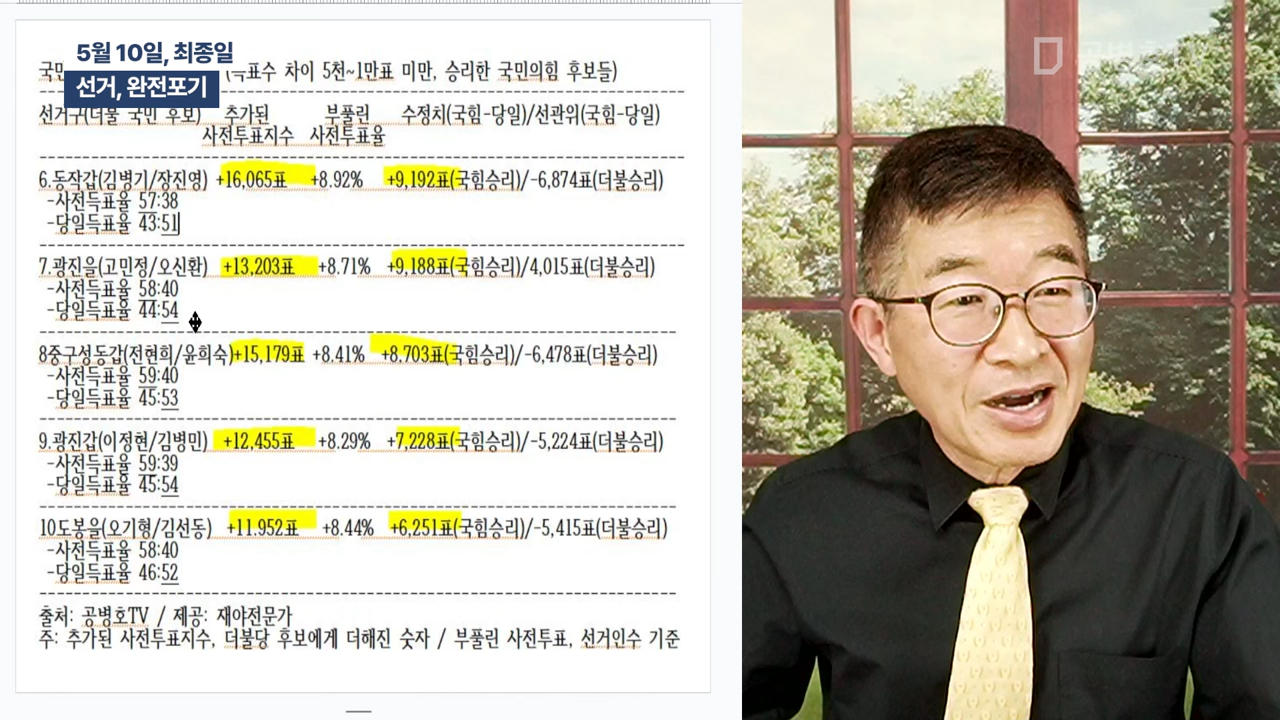 5월 10일, 최종일
선거, 완전포기
국민 득표수 차이 5천~1만표 미만, 승리한 국민의힘 후보들)
선거구(더불 국민 후보) 추가된 부풀린 수정치(국힘-당일)/선관위(국힘-당일)
사전투표지수 사전투표율
6.동작갑(김병기/장진영) +16,065표 +8.92% +9,192표(국힘승리)/-6,874표(더불승리)
-사전득표율 57:38
-당일득표율 43:51
7.광진을(고민정/오신환) +13,203표 +8.71% +9,188표(국힘승리)/4,015표(더불승리)
-사전득표율 58:40
-당일득표율 44:54
8중구성동갑(전현희/윤희숙)+15,179표 +8.41% +8,703표(국힘승리)/-6,478표(더불승리)
-사전득표율 59:40
-당일득표율 45:53
9.광진갑(이정현/김병민) +12,455표 +8.29% +7,228표(국힘승리)/-5,224표(더불승리)
-사전득표율 59:39
-당일득표율 45:54
10도봉을(오기형/김선동) +11.952표 +8.44% +6,251표(국힘승리)/-5,415표(더불승리)
-사전득표율 58:40
-당일득표율 46:52
출처: 공병호TV / 제공: 재야전문가
주: 추가된 사전투표지수, 더불당 후보에게 더해진 숫자 / 부풀린 사전투표, 선거인수 기준